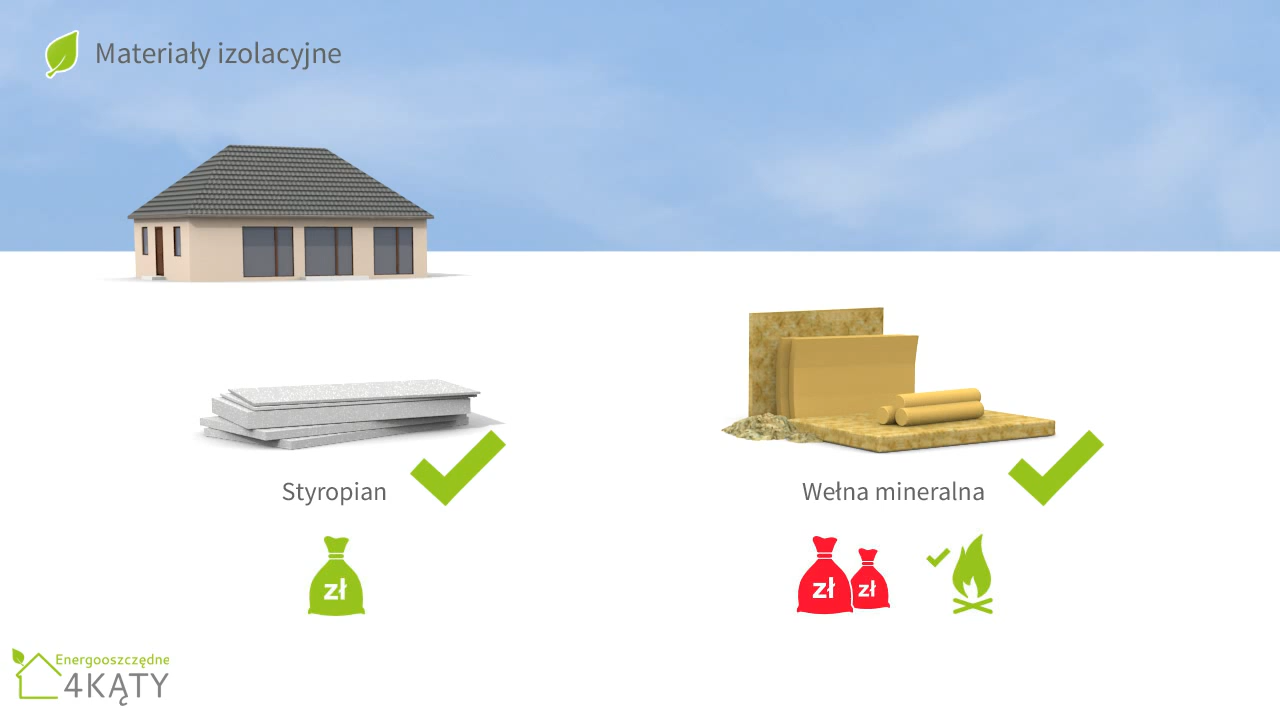 Materiały izolacyjne
Styropian
Wełna mineralna
zł
zł
zł
Energooszczędne
4KĄTY